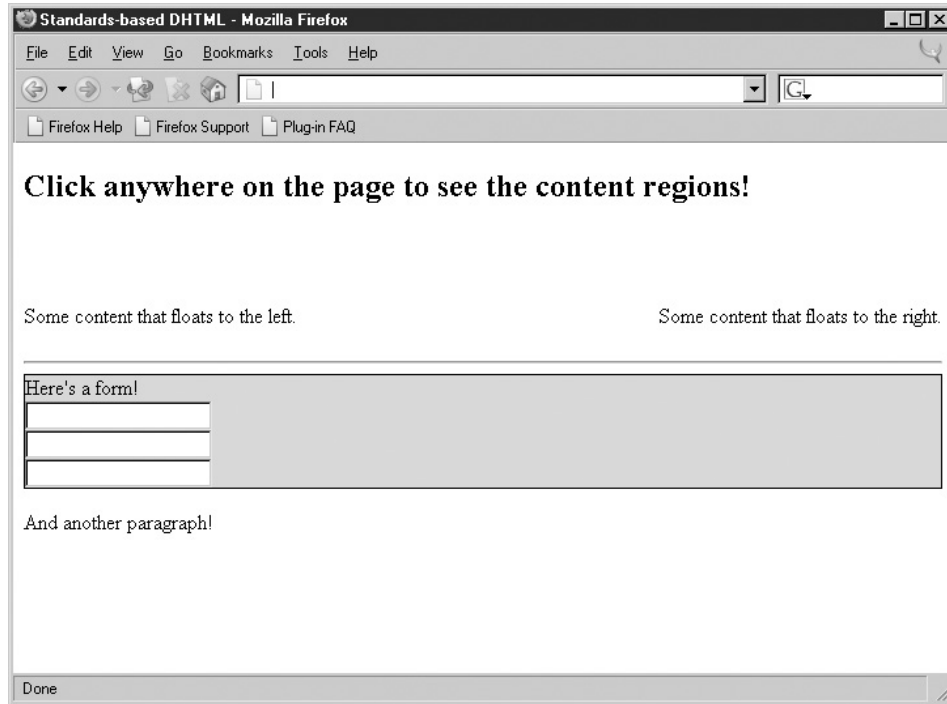 Standards-based DHTML - Mozilla Firefox
File Edit View Go Bookmarks Tools Help
G
Firefox Help Firefox Support Plug-in FAQ
Click anywhere on the page to see the content regions!
Some content that floats to the left. Some content that floats to the right.
Here's a form!
And another paragraph!
Done